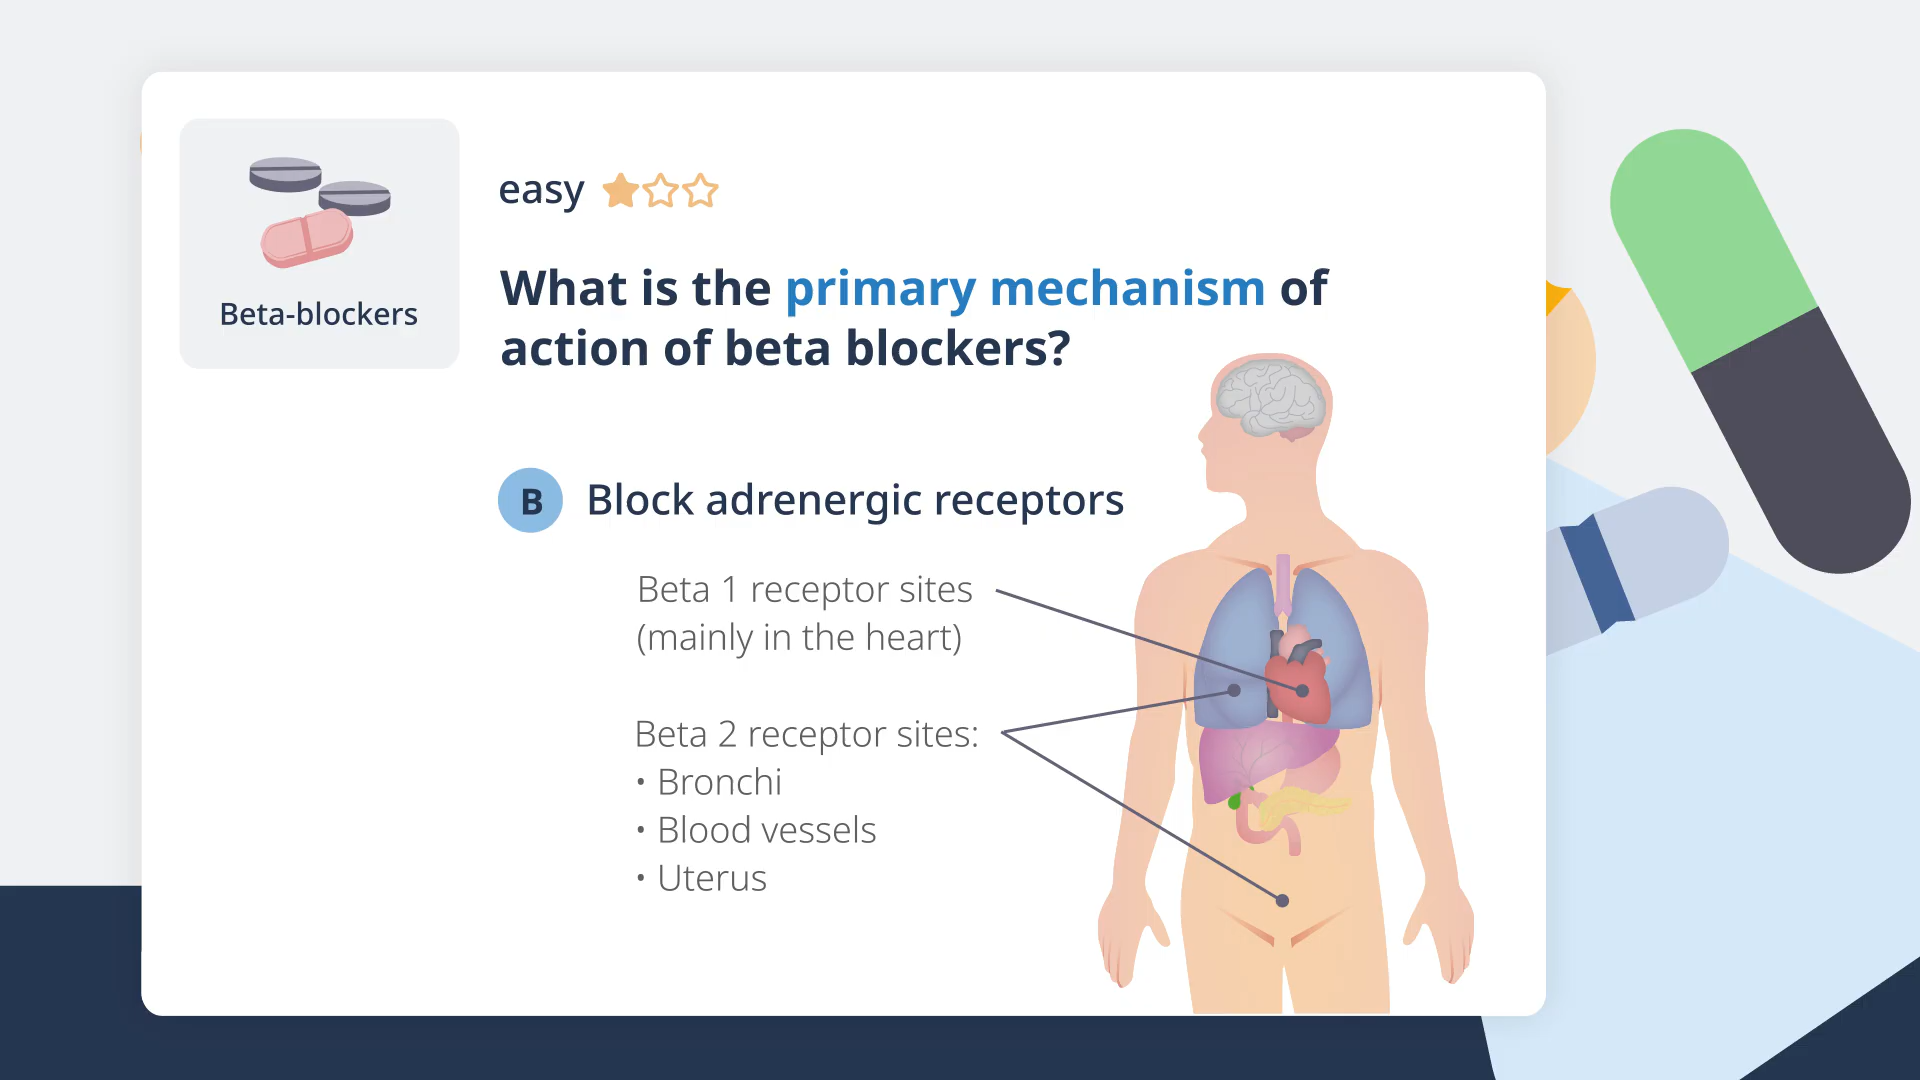 Beta-blockers
easy
What is the primary mechanism of
action of beta blockers?
B Block adrenergic receptors
Beta 1 receptor sites
(mainly in the heart)
Beta 2 receptor sites:
• Bronchi
• Blood vessels
• Uterus